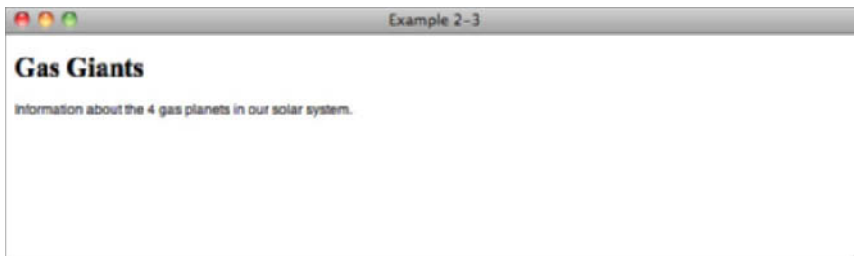 Example 2-3
Gas Giants
Information about the 4 gas planets in our solar system.